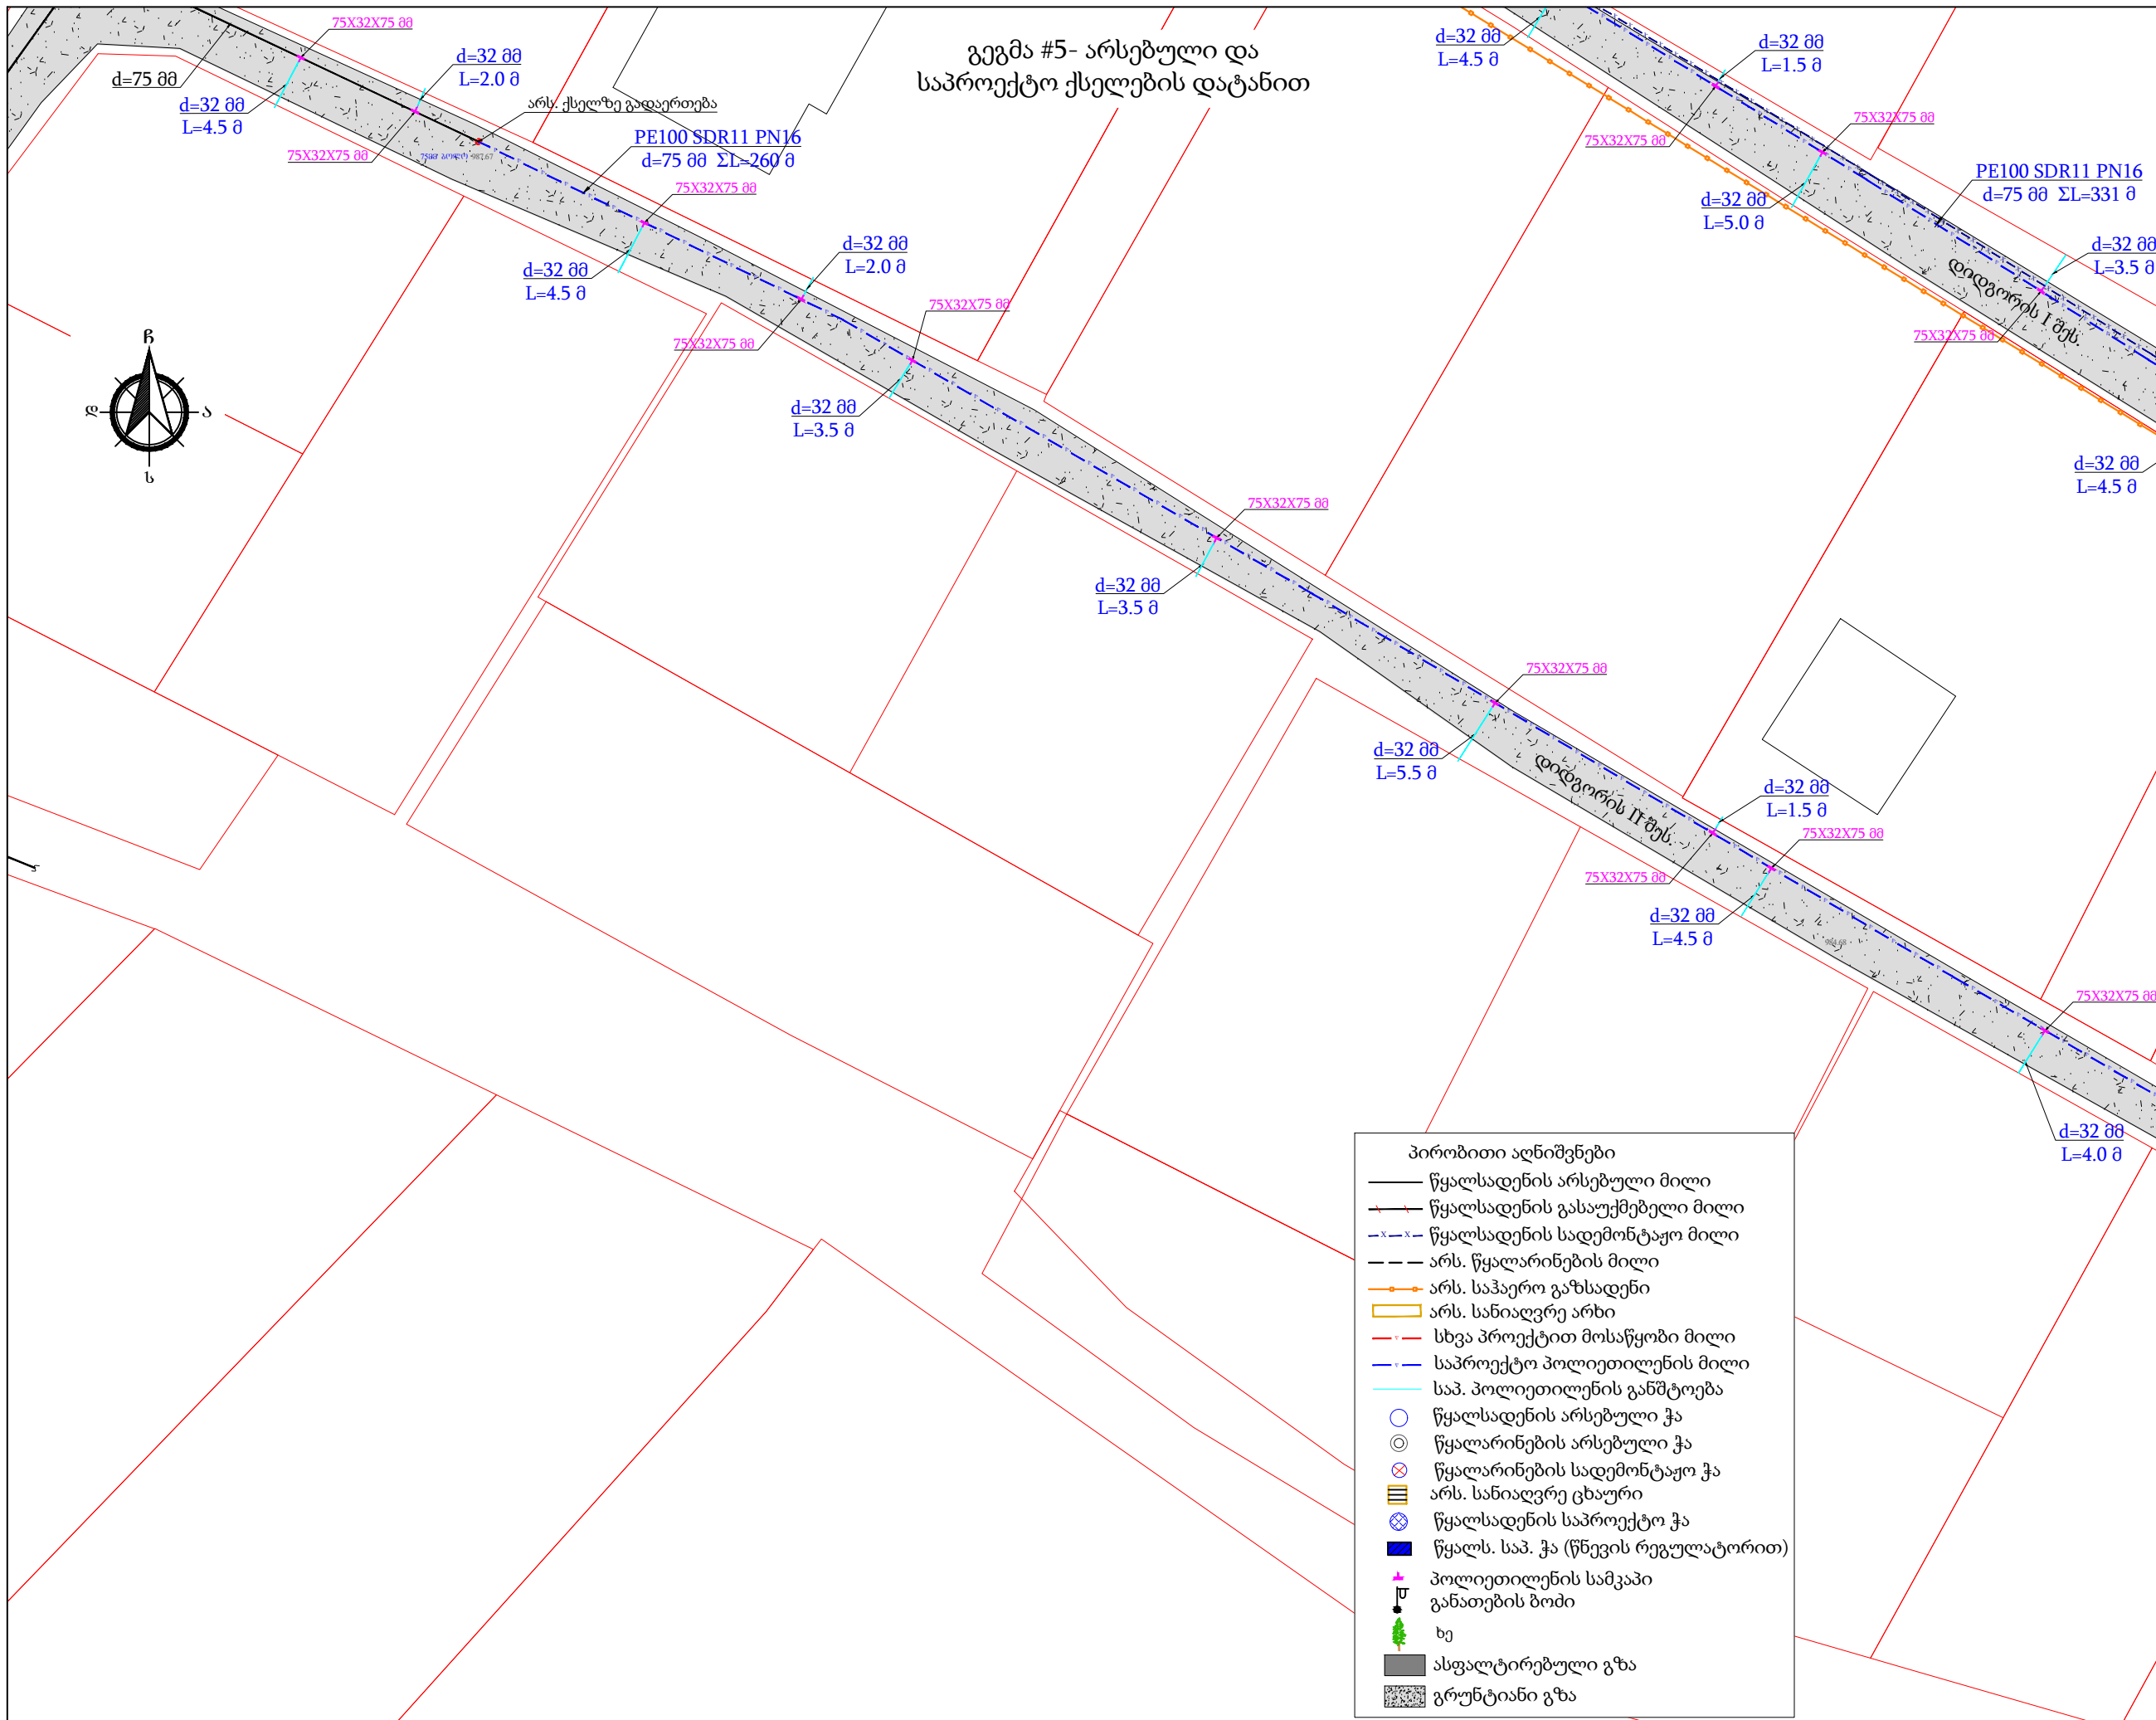 გეგმა #5- არსებული და
საპროექტო ქსელების დატანით
75X32X75 მმ
d=75 მმ
d=32 მმ
L=4.5 მ
d=32 მმ
L=2.0 მ
75X32X75 მმ
არს. ქსელზე გადაერთება
PE100 SDR11 PN16
d=75 მმ ΣL=260 მ
987.67
75X32X75 მმ
d=32 მმ
L=4.5 მ
d=32 მმ
L=2.0 მ
75X32X75 მმ
75X32X75 მმ
d=32 მმ
L=3.5 მ
75X32X75 მმ
d=32 მმ
L=3.5 მ
75X32X75 მმ
d=32 მმ
L=5.5 მ
დიდგორის II შეს.
d=32 მმ
L=1.5 მ
75X32X75 მმ
75X32X75 მმ
d=32 მმ
L=4.5 მ
984.68
75X32X75 მმ
d=32 მმ
L=4.0 მ
d=32 მმ
L=4.5 მ
d=32 მმ
L=1.5 მ
75X32X75 მმ
75X32X75 მმ
d=32 მმ
L=5.0 მ
PE100 SDR11 PN16
d=75 მმ ΣL=331 მ
d=32 მმ
L=3.5 მ
დიდგორის I შეს.
75X32X75 მმ
d=32 მმ
L=4.5 მ
ჩ
დ
ა
ს
პირობითი აღნიშვნები
წყალსადენის არსებული მილი
წყალსადენის გასაუქმებელი მილი
წყალსადენის სადემონტაჟო მილი
არს. წყალარინების მილი
არს. საჰაერო გაზსადენი
არს. სანიაღვრე არხი
სხვა პროექტით მოსაწყობი მილი
საპროექტო პოლიეთილენის მილი
საპ. პოლიეთილენის განშტოება
წყალსადენის არსებული ჭა
წყალარინების არსებული ჭა
წყალარინების სადემონტაჟო ჭა
არს. სანიაღვრე ცხაური
წყალსადენის საპროექტო ჭა
წყალს. საპ. ჭა (წნევის რეგულატორით)
პოლიეთილენის სამკაპი
განათების ბოძი
ხე
ასფალტირებული გზა
გრუნტიანი გზა